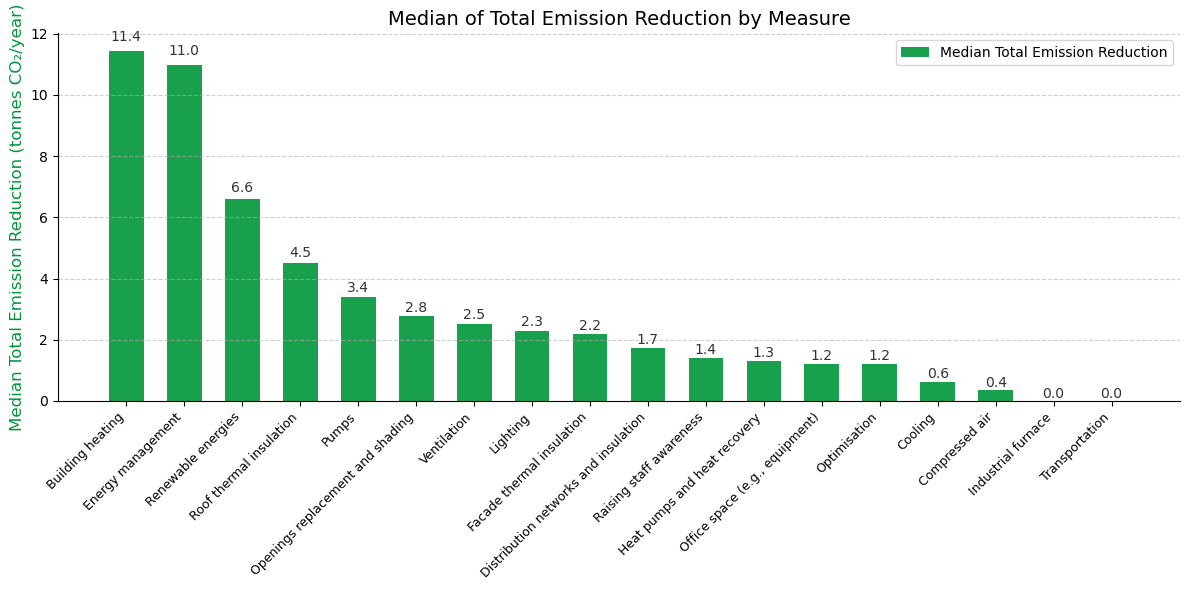 Median of Total Emission Reduction by Measure
Median Total Emission Reduction (tonnes CO₂/year)
Median Total Emission Reduction
12
10
8
6
4
2
0
11.4
11.0
6.6
4.5
3.4
2.8
2.5
2.3
2.2
1.7
1.4
1.3
1.2
1.2
0.6
0.4
0.0
0.0
Building heating
Energy management
Renewable energies
Roof thermal insulation
Pumps
Openings replacement and shading
Ventilation
Lighting
Facade thermal insulation
Distribution networks and insulation
Raising staff awareness
Heat pumps and heat recovery
Office space (e.g., equipment)
Optimisation
Cooling
Compressed air
Industrial furnace
Transportation